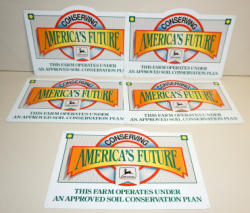 CONSERVING
AMERICA'S FUTURE
THIS FARM OPERATES UNDER
AN APPROVED SOIL CONSERVATION PLAN
CONSERVING
AMERICA'S FUTURE
THIS FARM OPERATES UNDER
AN APPROVED SOIL CONSERVATION PLAN
CONSERVING
AMERICA'S FUTURE
THIS FARM OPERATES UNDER
AN APPROVED SOIL CONSERVATION PLAN
CONSERVING
AMERICA'S FUTURE
THIS FARM OPERATES UNDER
AN APPROVED SOIL CONSERVATION PLAN
CONSERVING
AMERICA'S FUTURE
THIS FARM OPERATES UNDER
AN APPROVED SOIL CONSERVATION PLAN